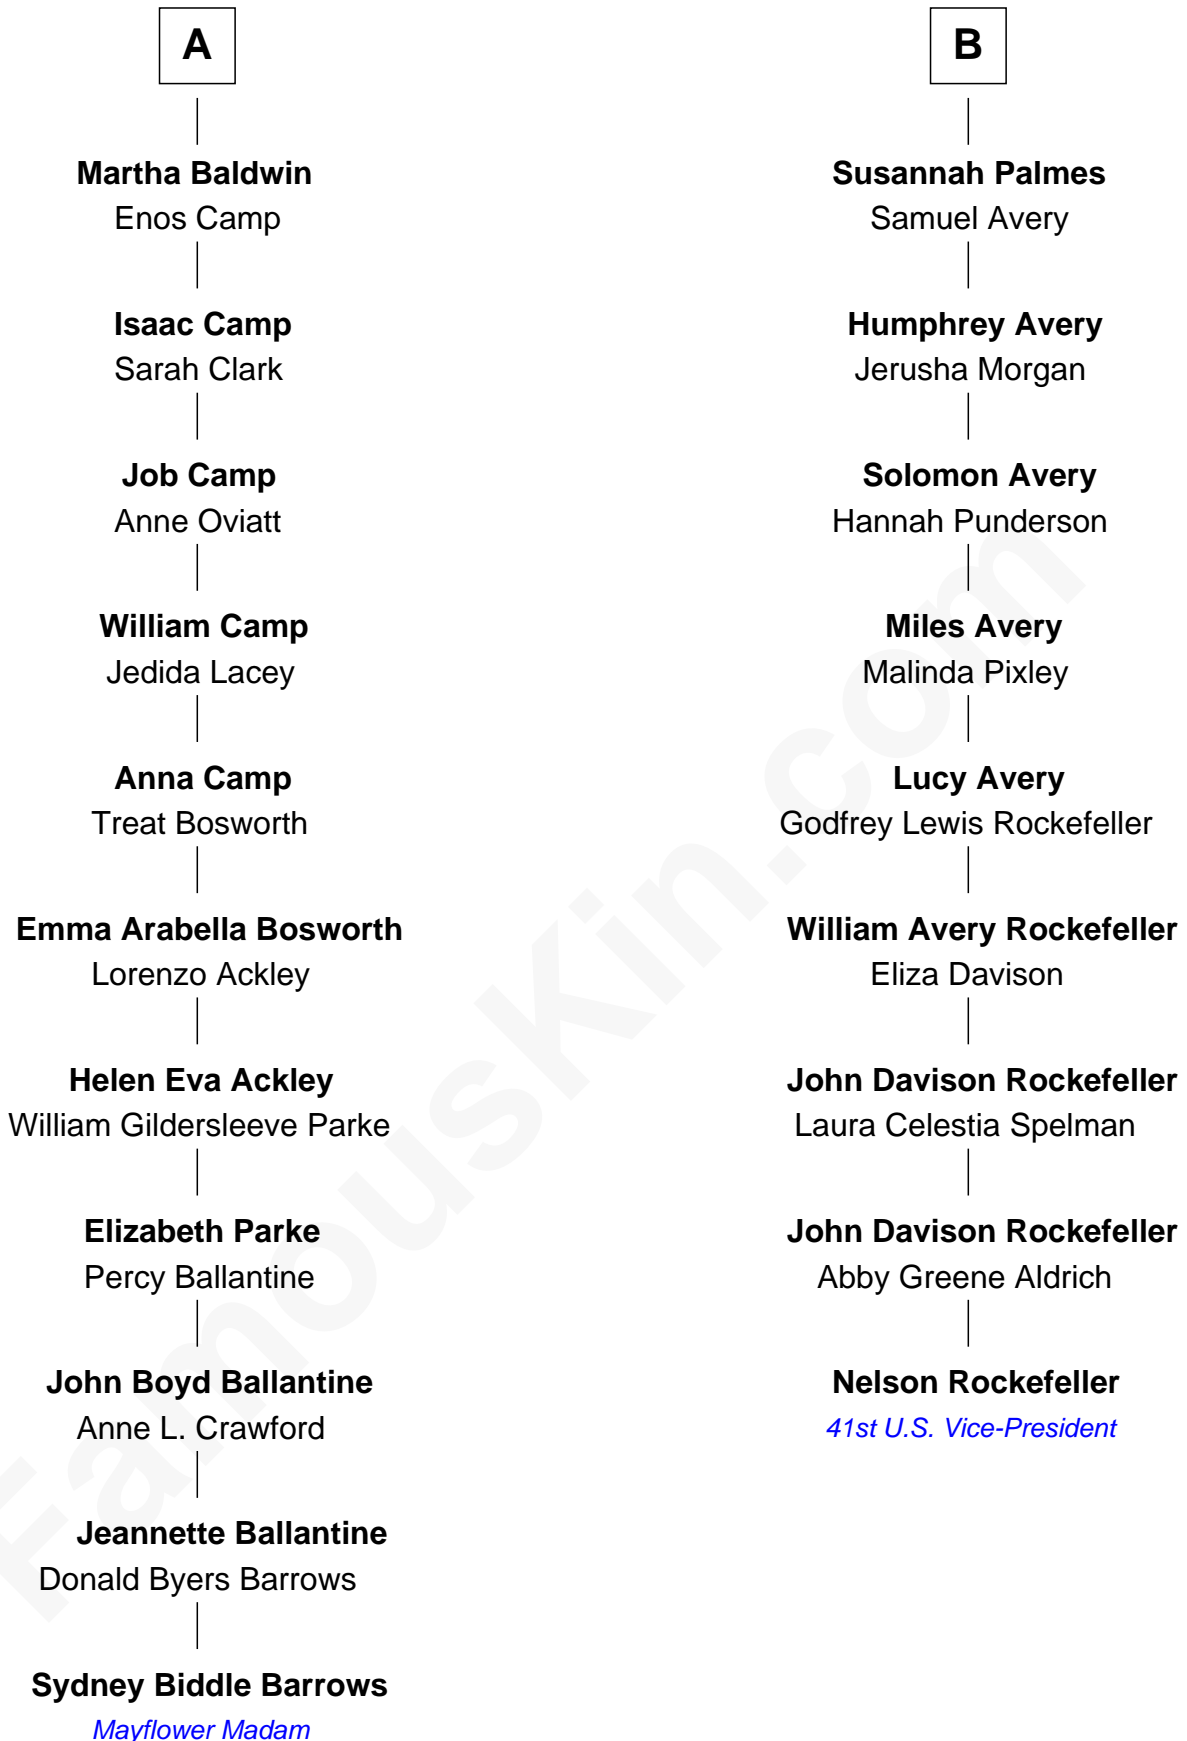 A
Martha Baldwin
Enos Camp
Isaac Camp
Sarah Clark
Job Camp
Anne Oviatt
William Camp
Jedida Lacey
Anna Camp
Treat Bosworth
Emma Arabella Bosworth
Lorenzo Ackley
Helen Eva Ackley
William Gildersleeve Parke
Elizabeth Parke
Percy Ballantine
John Boyd Ballantine
Anne L. Crawford
Jeannette Ballantine
Donald Byers Barrows
Sydney Biddle Barrows
Mayflower Madam
B
Susannah Palmes
Samuel Avery
Humphrey Avery
Jerusha Morgan
Solomon Avery
Hannah Punderson
Miles Avery
Malinda Pixley
Lucy Avery
Godfrey Lewis Rockefeller
William Avery Rockefeller
Eliza Davison
John Davison Rockefeller
Laura Celestia Spelman
John Davison Rockefeller
Abby Greene Aldrich
Nelson Rockefeller
41st U.S. Vice-President
FamousKin.com